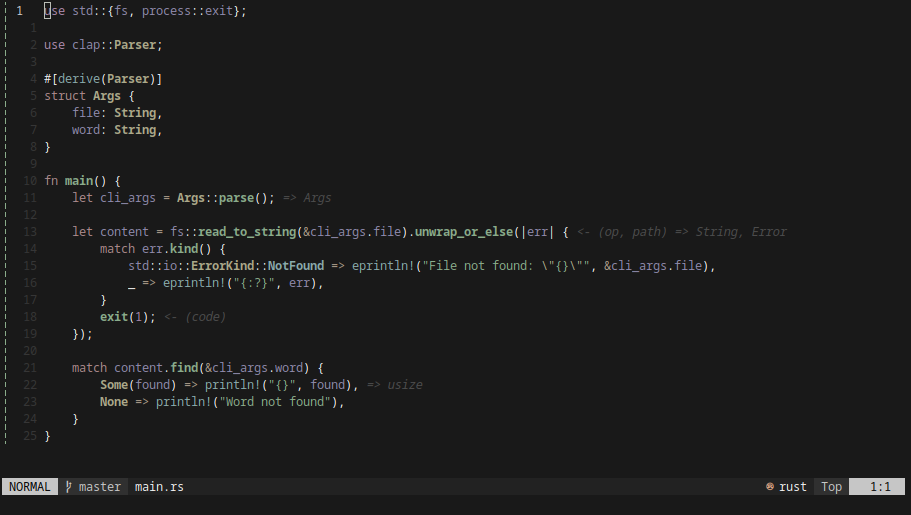 1 use std::{fs, process::exit};
1
2 use clap::Parser;
3
4 #[derive(Parser)]
5 struct Args {
6     file: String,
7     word: String,
8 }
9
10 fn main() {
11     let cli_args = Args::parse(); => Args
12
13     let content = fs::read_to_string(&cli_args.file).unwrap_or_else(|err| { <- (op, path) => String, Error
14         match err.kind() {
15             std::io::ErrorKind::NotFound => eprintln!("File not found: \"{}\"", &cli_args.file),
16             _ => eprintln!("{:?}", err),
17         }
18         exit(1); <- (code)
19     });
20
21     match content.find(&cli_args.word) {
22         Some(found) => println!("{}", found), => usize
23         None => println!("Word not found"),
24     }
25 }
NORMAL master main.rs rust Top 1:1